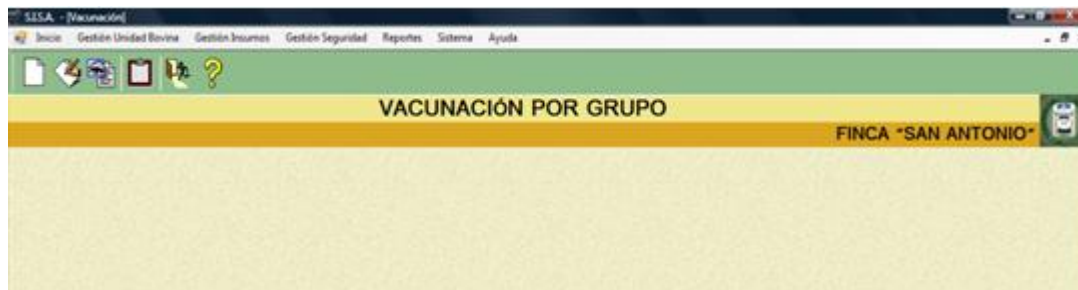 S.I.S.A. - [Vacunación]
Inicio Gestión Unidad Bovina Gestión Insumos Gestión Seguridad Reportes Sistema Ayuda
VACUNACIÓN POR GRUPO
FINCA "SAN ANTONIO"